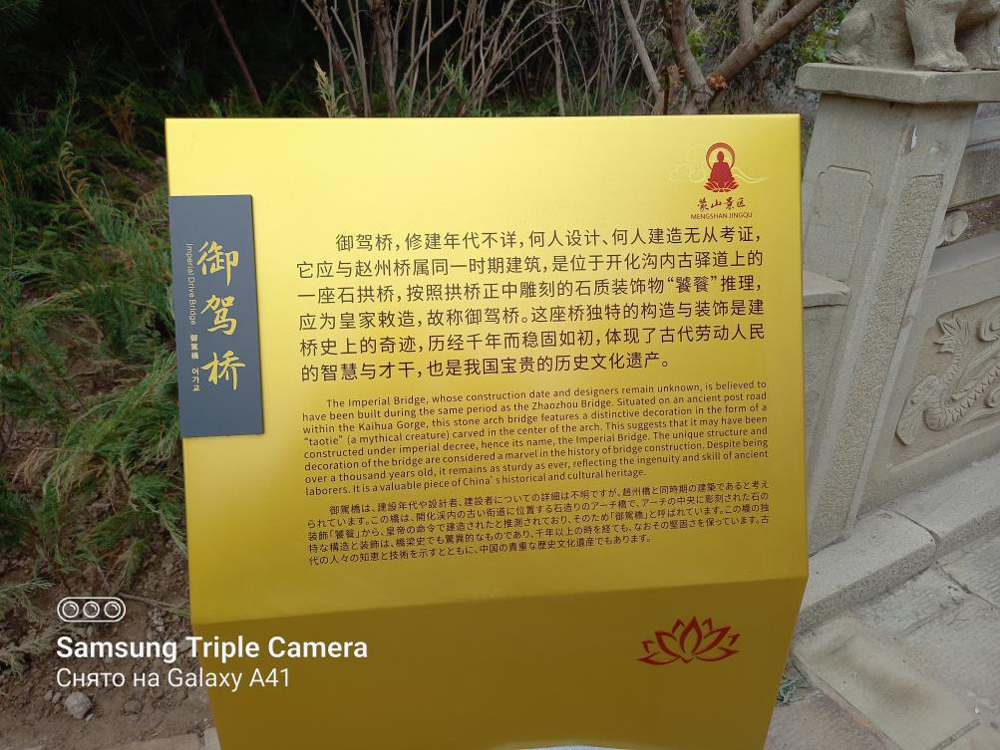 蒙山景区
MENGSHAN JINGQU
御驾桥
Imperial Drive Bridge 御駕橋 어가교
御驾桥，修建年代不详，何人设计、何人建造无从考证，
它应与赵州桥属同一时期建筑，是位于开化沟内古驿道上的
一座石拱桥，按照拱桥正中雕刻的石质装饰物“饕餮”推理，
应为皇家敕造，故称御驾桥。这座桥独特的构造与装饰是建
桥史上的奇迹，历经千年而稳固如初，体现了古代劳动人民
的智慧与才干，也是我国宝贵的历史文化遗产。
The Imperial Bridge, whose construction date and designers remain unknown, is believed to
have been built during the same period as the Zhaozhou Bridge. Situated on an ancient post road
within the Kaihua Gorge, this stone arch bridge features a distinctive decoration in the form of a
“taotie” (a mythical creature) carved in the center of the arch. This suggests that it may have been
constructed under imperial decree, hence its name, the Imperial Bridge. The unique structure and
decoration of the bridge are considered a marvel in the history of bridge construction. Despite being
over a thousand years old, it remains as sturdy as ever, reflecting the ingenuity and skill of ancient
laborers. It is a valuable piece of China's historical and cultural heritage.
御駕橋は、建設年代や設計者、建設者についての詳細は不明ですが、趙州橋と同時期の建築であると考え
られています。この橋は、開化渓内の古い街道に位置する石造りのアーチ橋で、アーチの中央に彫刻された石の
装飾「饕餮」から、皇帝の命令で建造されたと推測されており、そのため「御駕橋」と呼ばれています。この橋の独
特な構造と装飾は、橋梁史でも驚異的なものであり、千年以上の時を経ても、なおその堅固さを保っています。古
代の人々の知恵と技術を示すとともに、中国の貴重な歴史文化遺産でもあります。
Samsung Triple Camera
Снято на Galaxy A41